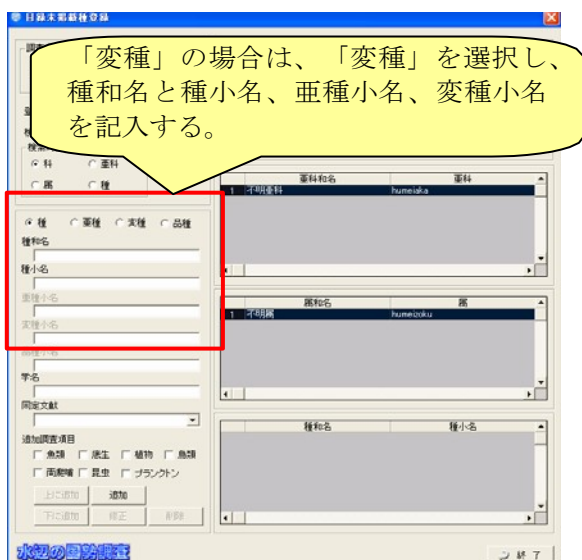 目録未掲載種登録
「変種」の場合は、「変種」を選択し、
種和名と種小名、亜種小名、変種小名
を記入する。
科 亜科
属 種
亜科和名 亜科
1 不明亜科 humeiaka
種 亜種 変種 品種
種和名
種小名
亜種小名
変種小名
品種小名
学名
同定文献
属和名 属
1 不明属 humeizoku
種和名 種小名
追加調査項目
魚類 底生 植物 鳥類
両爬哺 昆虫 プランクトン
上に追加 追加
下に追加 修正 削除
水辺の国勢調査
終了